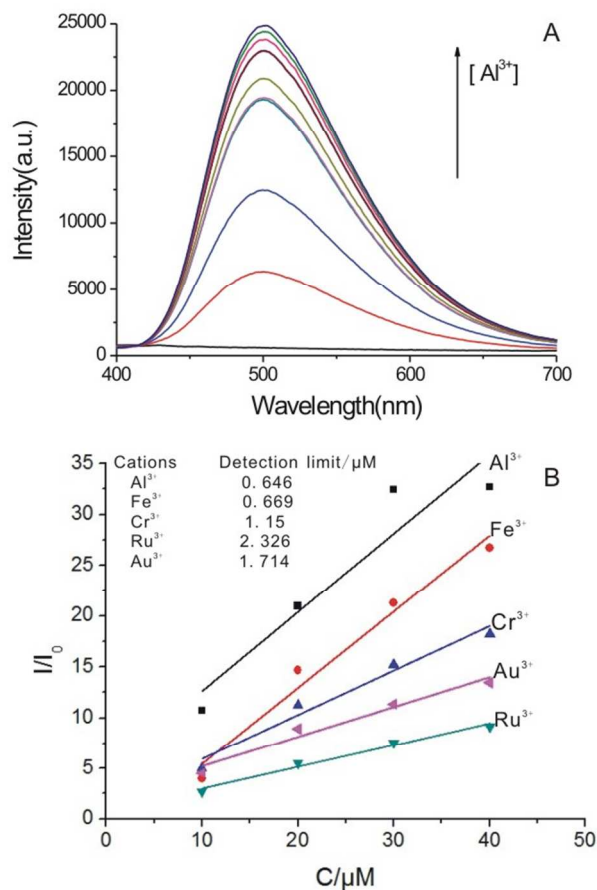 A
[Al³⁺]
Intensity(a.u.)
25000
20000
15000
10000
5000
0
400 500 600 700
Wavelength(nm)
B
Cations Detection limit/μM
Al³⁺ 0.646
Fe³⁺ 0.669
Cr³⁺ 1.15
Ru³⁺ 2.326
Au³⁺ 1.714
Al³⁺
Fe³⁺
Cr³⁺
Au³⁺
Ru³⁺
I/I₀
35
30
25
20
15
10
5
0
0 10 20 30 40 50
C/μM